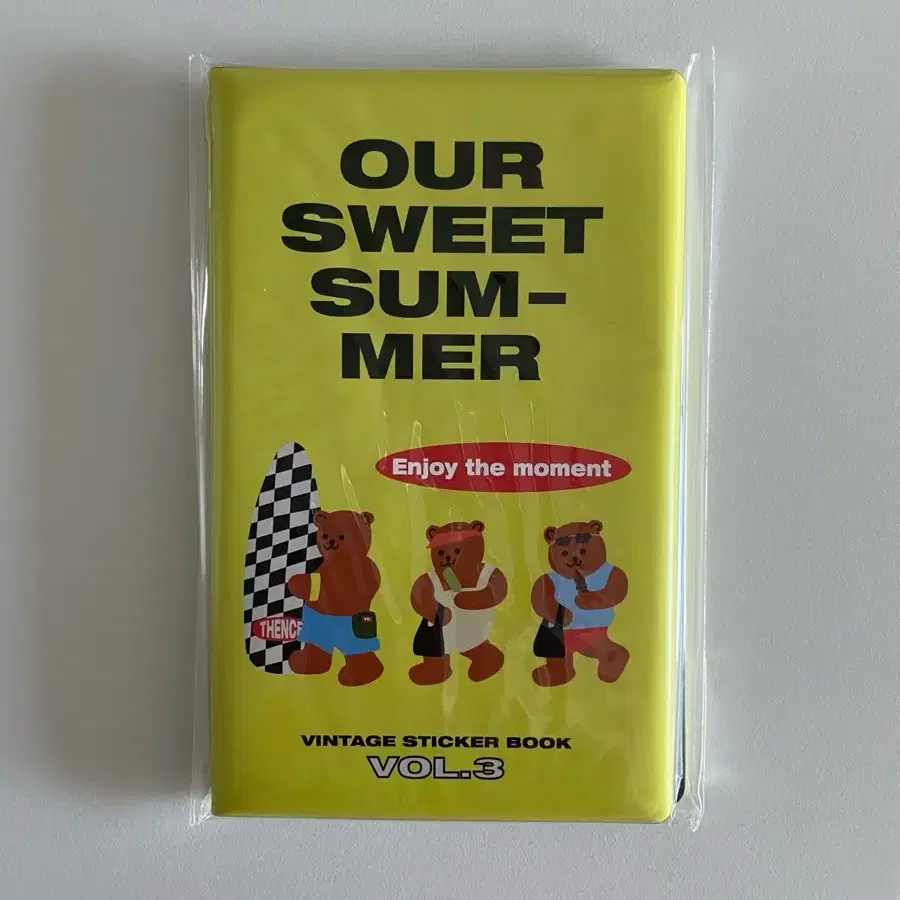 OUR
SWEET
SUM-
MER
Enjoy the moment
THENCE
VINTAGE STICKER BOOK
VOL.3